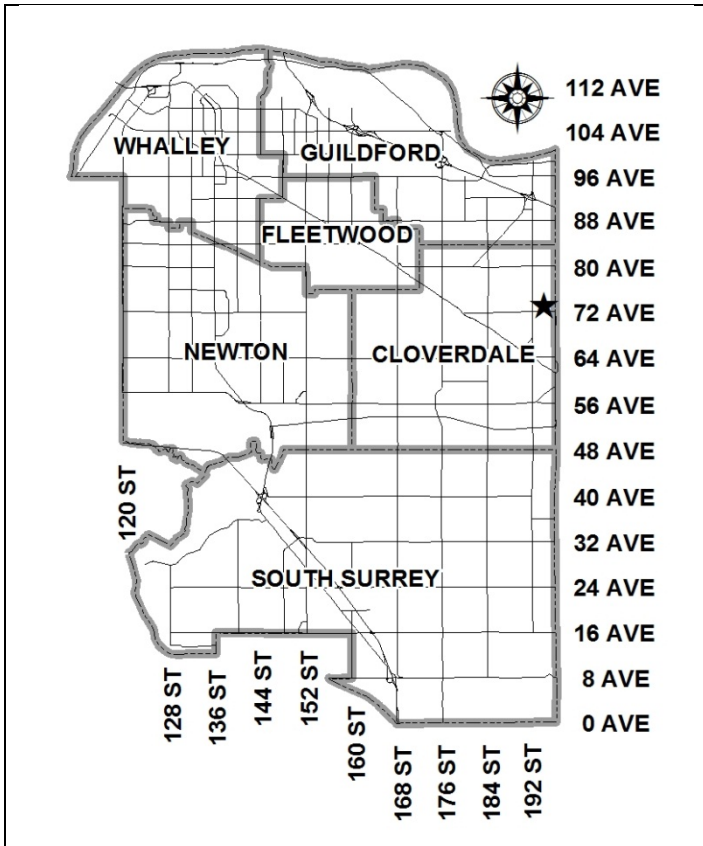 112 AVE
104 AVE
WHALLEY
GUILDFORD
96 AVE
88 AVE
FLEETWOOD
80 AVE
72 AVE
NEWTON
CLOVERDALE
64 AVE
56 AVE
48 AVE
120 ST
40 AVE
32 AVE
SOUTH SURREY
24 AVE
16 AVE
128 ST
136 ST
144 ST
152 ST
160 ST
8 AVE
0 AVE
168 ST
176 ST
184 ST
192 ST